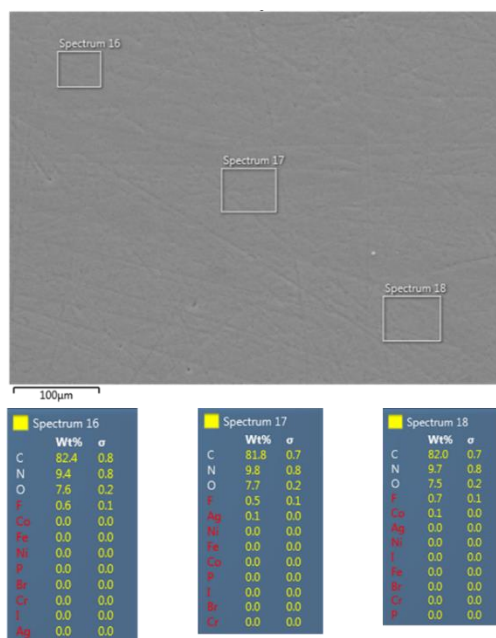 Spectrum 16
Spectrum 17
Spectrum 18
100µm
Spectrum 16
Wt% σ
C 82.4 0.8
N 9.4 0.8
O 7.6 0.2
F 0.6 0.1
Co 0.0 0.0
Fe 0.0 0.0
Ni 0.0 0.0
P 0.0 0.0
Br 0.0 0.0
Cr 0.0 0.0
I 0.0 0.0
Ag 0.0 0.0
Spectrum 17
Wt% σ
C 81.8 0.7
N 9.8 0.8
O 7.7 0.2
F 0.5 0.1
Ag 0.1 0.0
Ni 0.0 0.0
Fe 0.0 0.0
Co 0.0 0.0
P 0.0 0.0
I 0.0 0.0
Br 0.0 0.0
Cr 0.0 0.0
Spectrum 18
Wt% σ
C 82.0 0.7
N 9.7 0.8
O 7.5 0.2
F 0.7 0.1
Co 0.1 0.0
Ag 0.0 0.0
Ni 0.0 0.0
I 0.0 0.0
Fe 0.0 0.0
Br 0.0 0.0
Cr 0.0 0.0
P 0.0 0.0